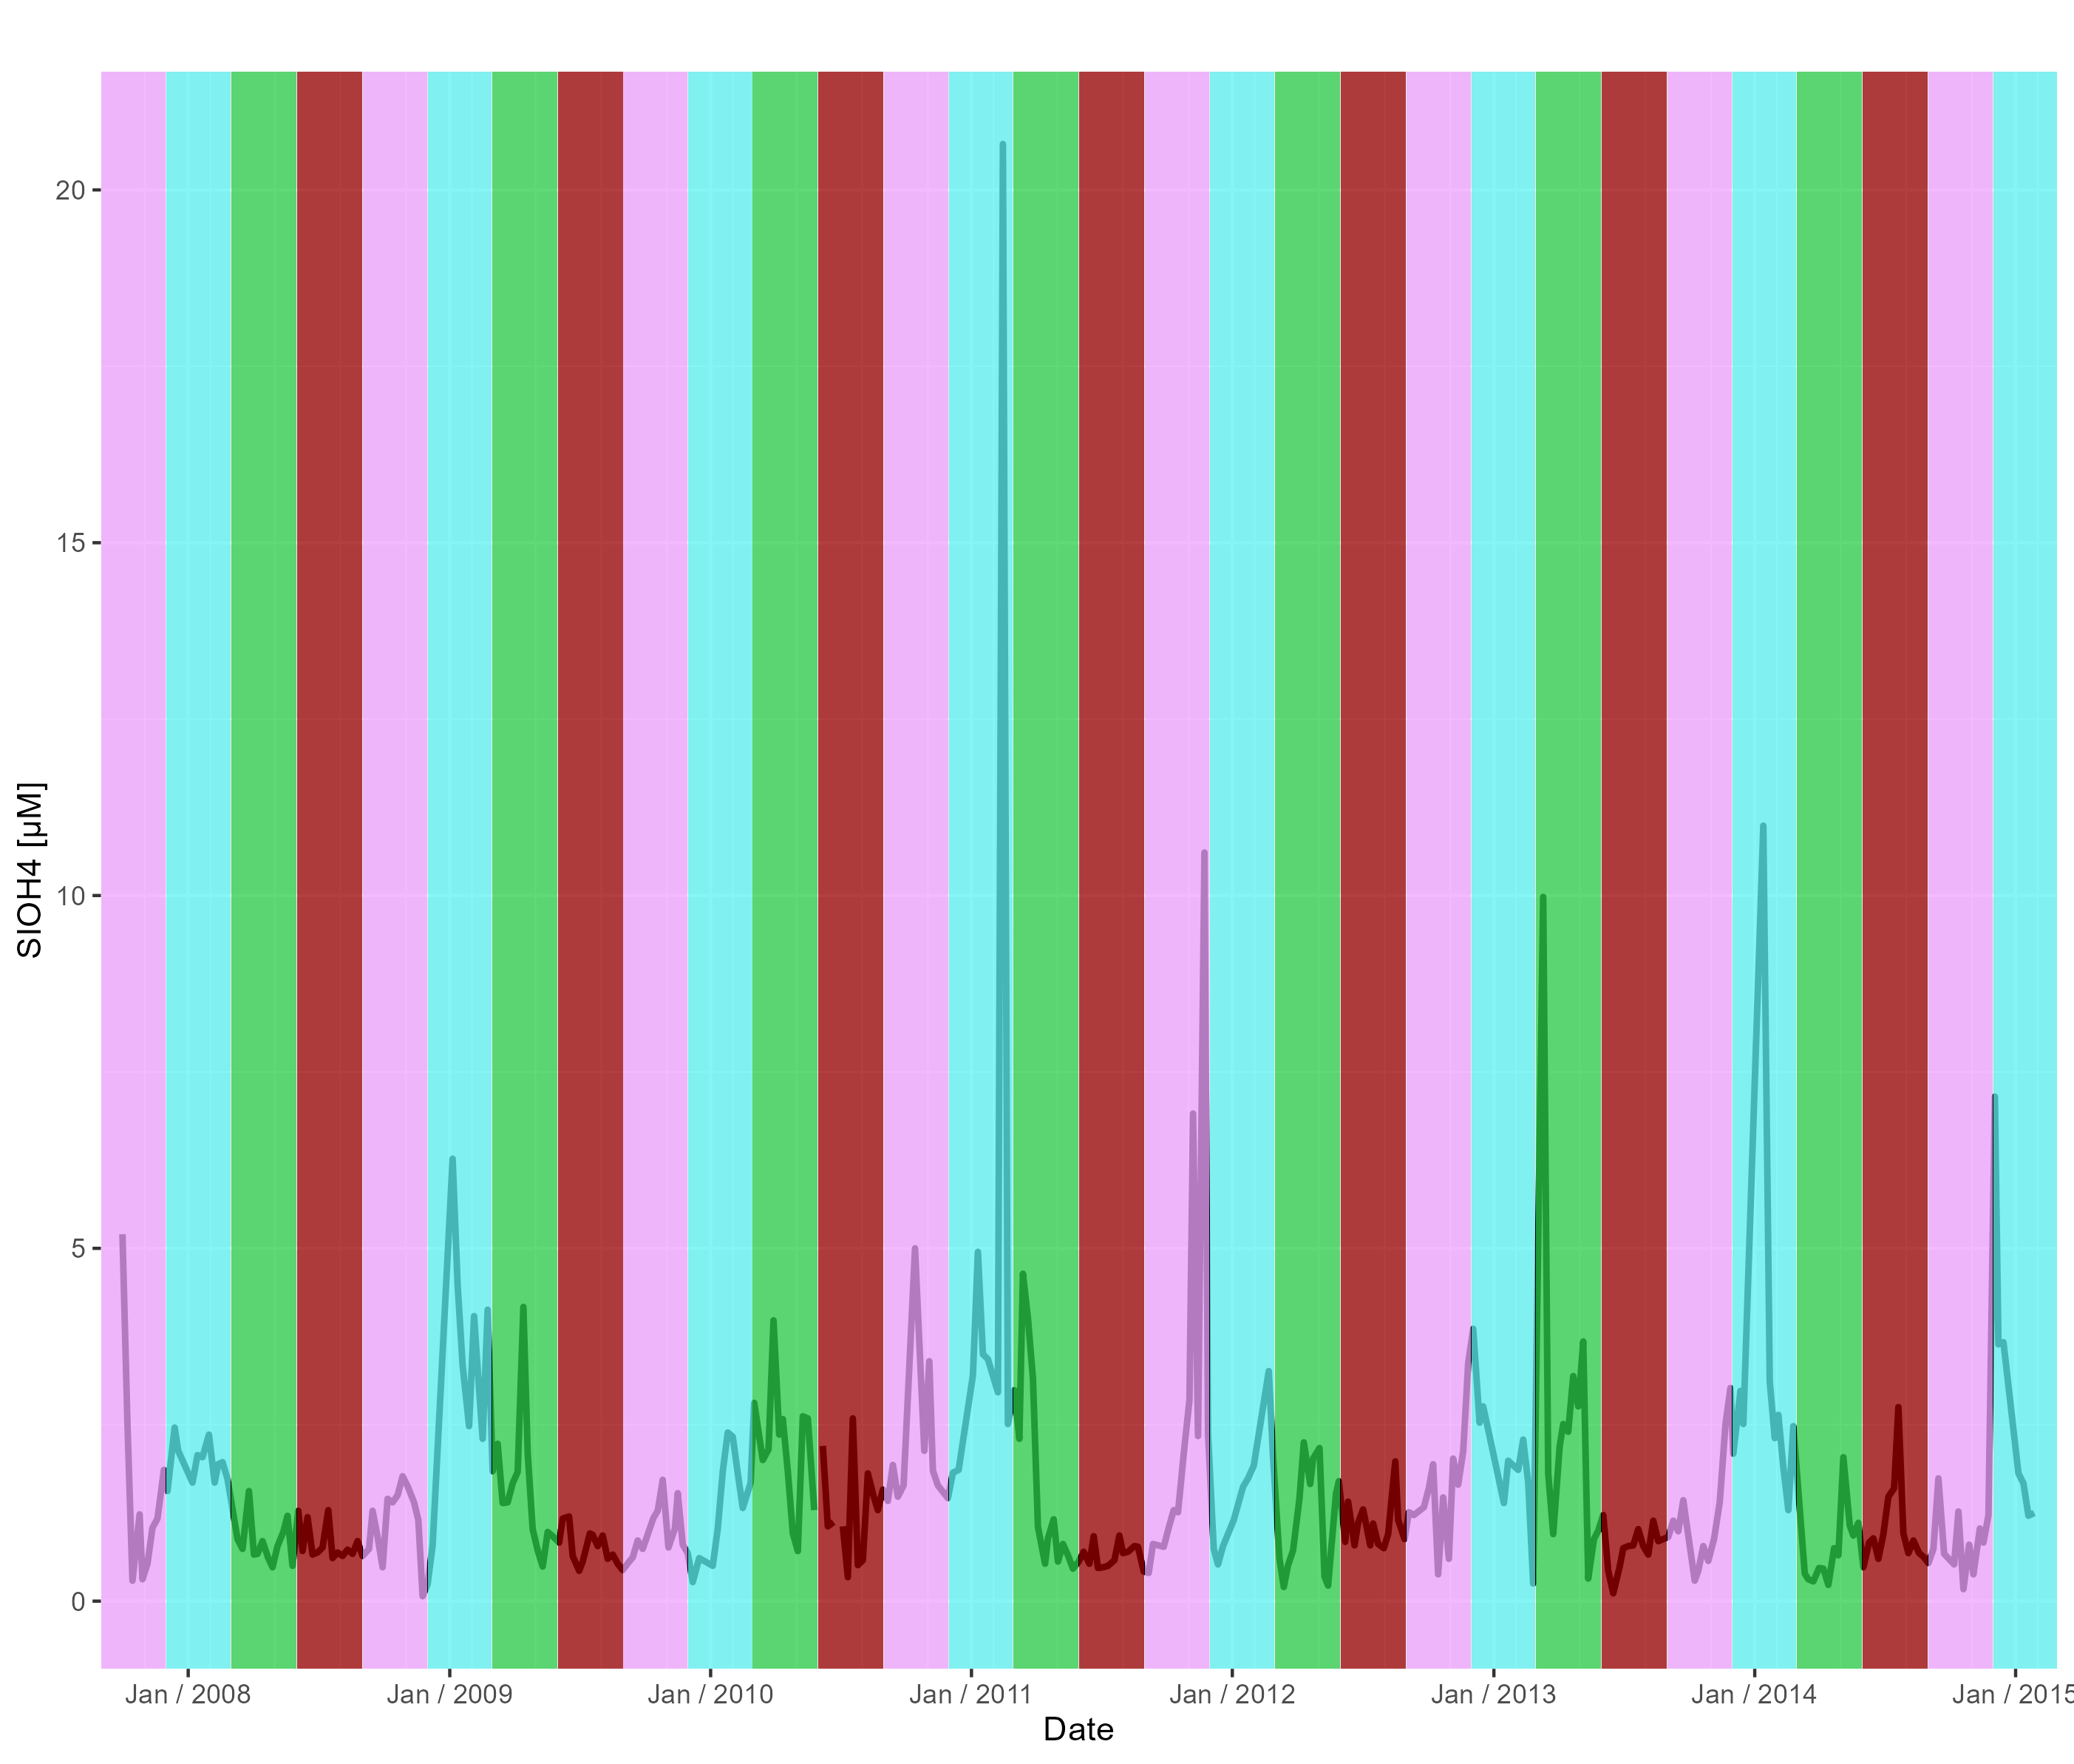 SIOH4 [µM]
20
15
10
5
0
Jan / 2008
Jan / 2009
Jan / 2010
Jan / 2011
Jan / 2012
Jan / 2013
Jan / 2014
Jan / 2015
Date